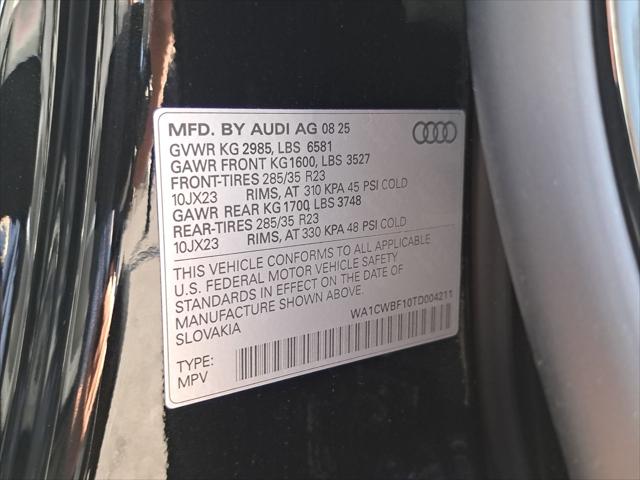 MFD. BY AUDI AG 08 25
GVWR KG 2985, LBS 6581
GAWR FRONT KG1600, LBS 3527
FRONT-TIRES 285/35 R23
10JX23 RIMS, AT 310 KPA 45 PSI COLD
GAWR REAR KG1700, LBS 3748
REAR-TIRES 285/35 R23
10JX23 RIMS, AT 330 KPA 48 PSI COLD
THIS VEHICLE CONFORMS TO ALL APPLICABLE
U.S. FEDERAL MOTOR VEHICLE SAFETY
STANDARDS IN EFFECT ON THE DATE OF
MANUFACTURE SHOWN ABOVE.
SLOVAKIA
WA1CWBF10TD004211
TYPE:
MPV